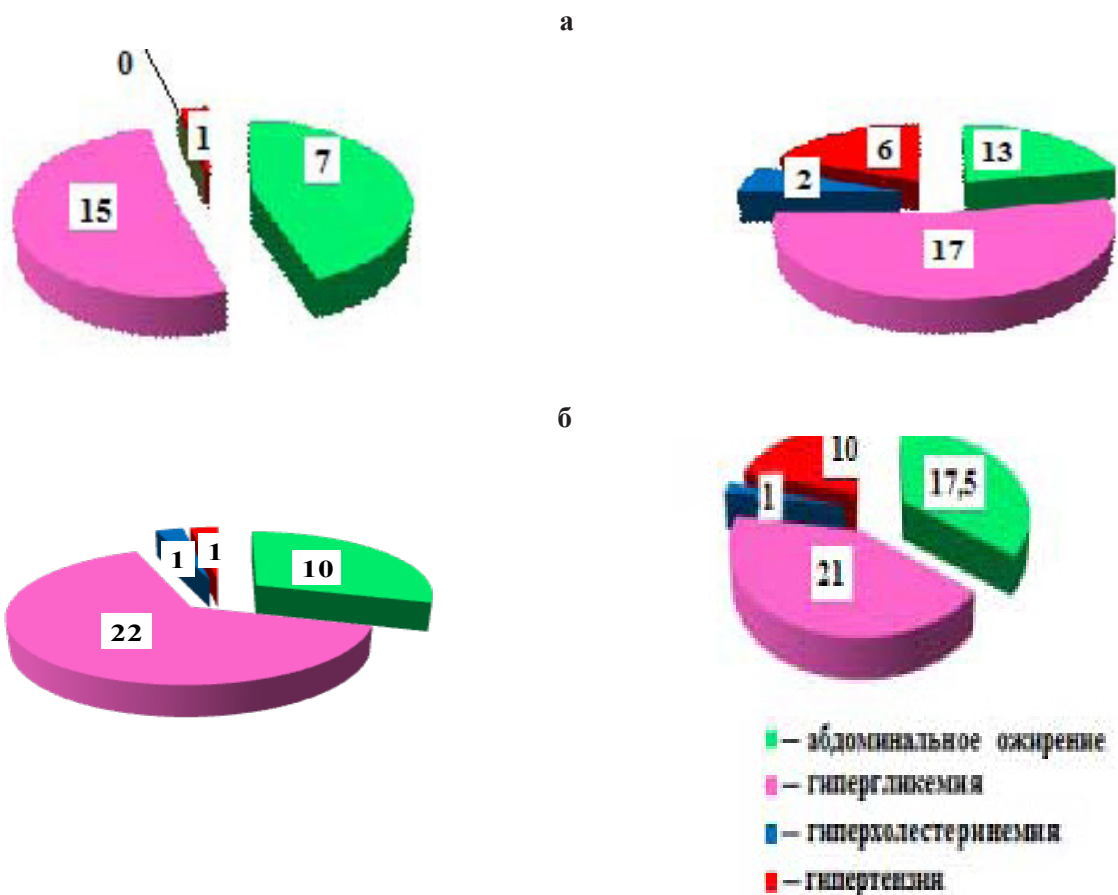 а
0
1
7
15
6
13
2
17
б
10
17,5
1
21
1
1
10
22
– абдоминальное ожирение
– гипергликемия
– гиперхолестеринемия
– гипертензия